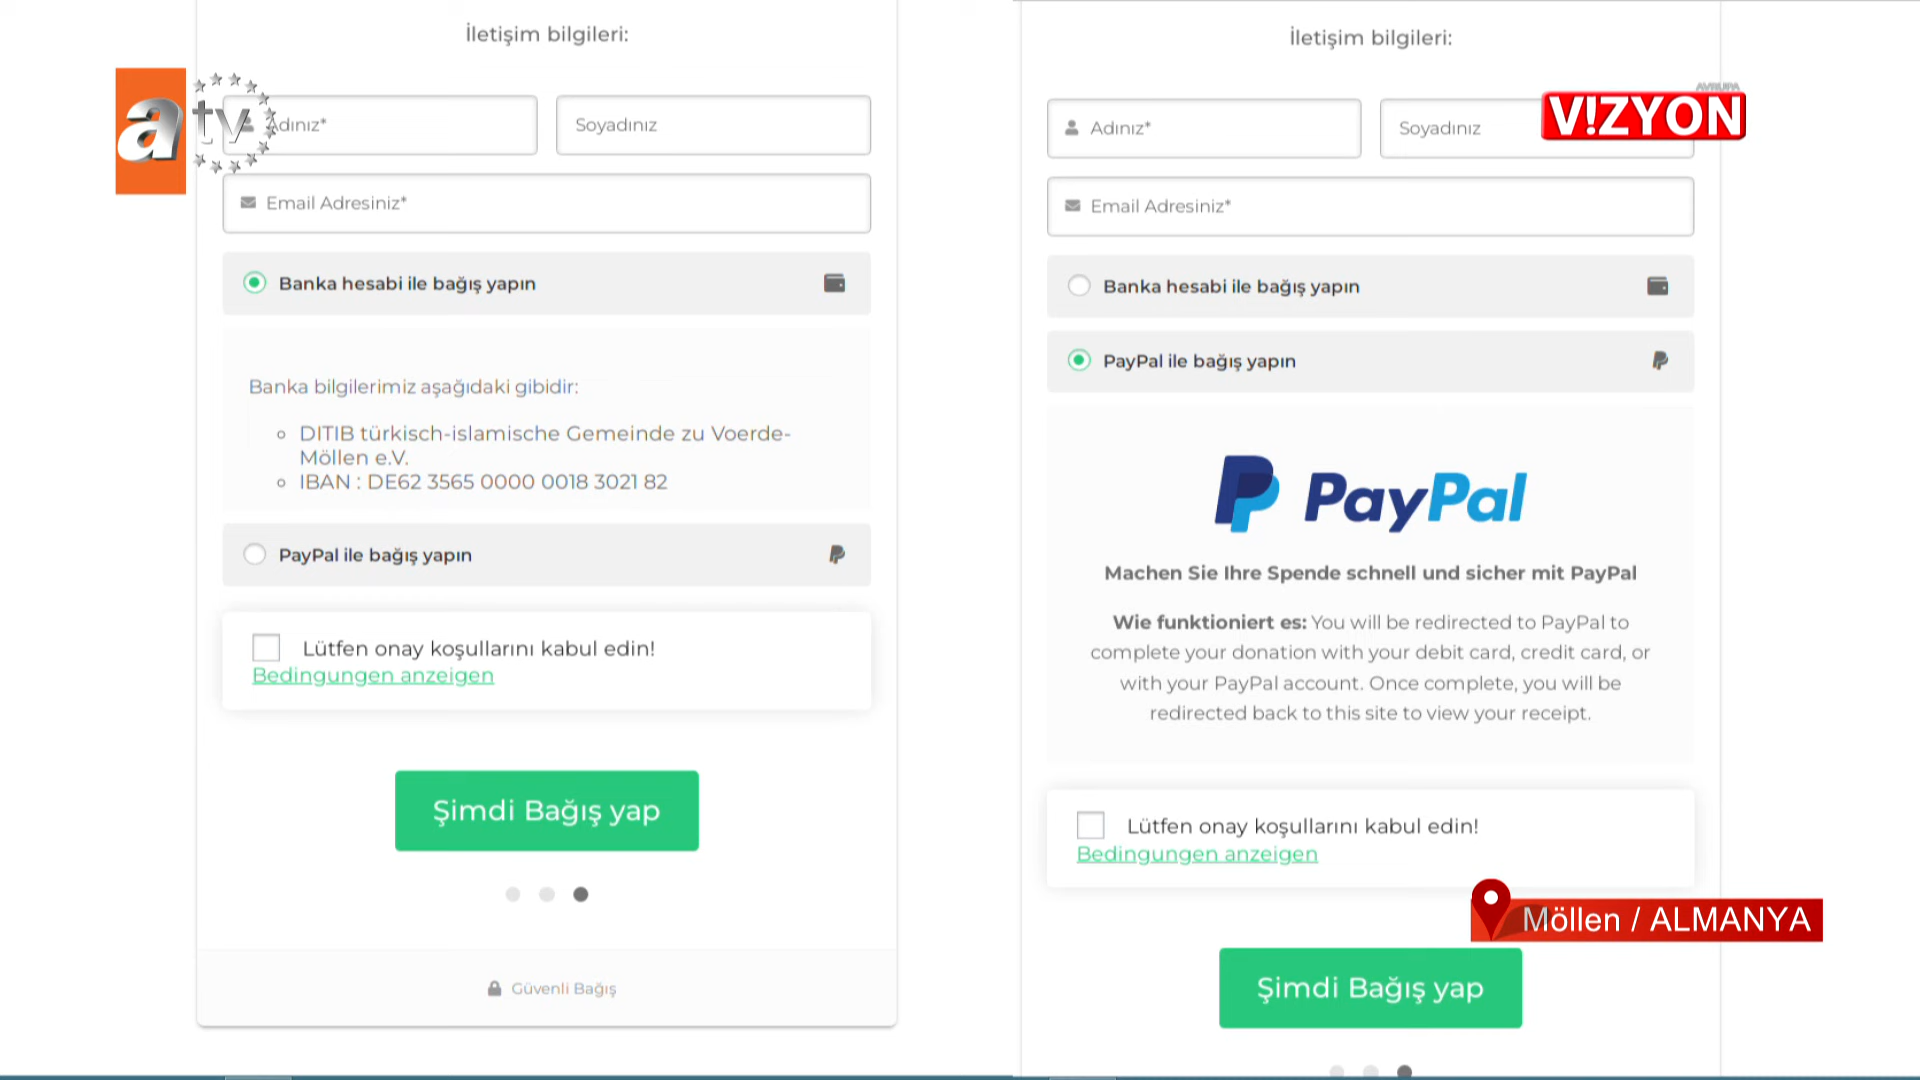 İletişim bilgileri:
a tv
Adınız*
Soyadınız
Email Adresiniz*
Banka hesabi ile bağış yapın
Banka bilgilerimiz aşağıdaki gibidir:
DITIB türkisch-islamische Gemeinde zu Voerde-
Möllen e.V.
IBAN : DE62 3565 0000 0018 3021 82
PayPal ile bağış yapın
Lütfen onay koşullarını kabul edin!
Bedingungen anzeigen
Şimdi Bağış yap
Güvenli Bağış
İletişim bilgileri:
AVRUPA
V!ZYON
Adınız*
Soyadınız
Email Adresiniz*
Banka hesabi ile bağış yapın
PayPal ile bağış yapın
PayPal
Machen Sie Ihre Spende schnell und sicher mit PayPal
Wie funktioniert es: You will be redirected to PayPal to
complete your donation with your debit card, credit card, or
with your PayPal account. Once complete, you will be
redirected back to this site to view your receipt.
Lütfen onay koşullarını kabul edin!
Bedingungen anzeigen
Möllen / ALMANYA
Şimdi Bağış yap